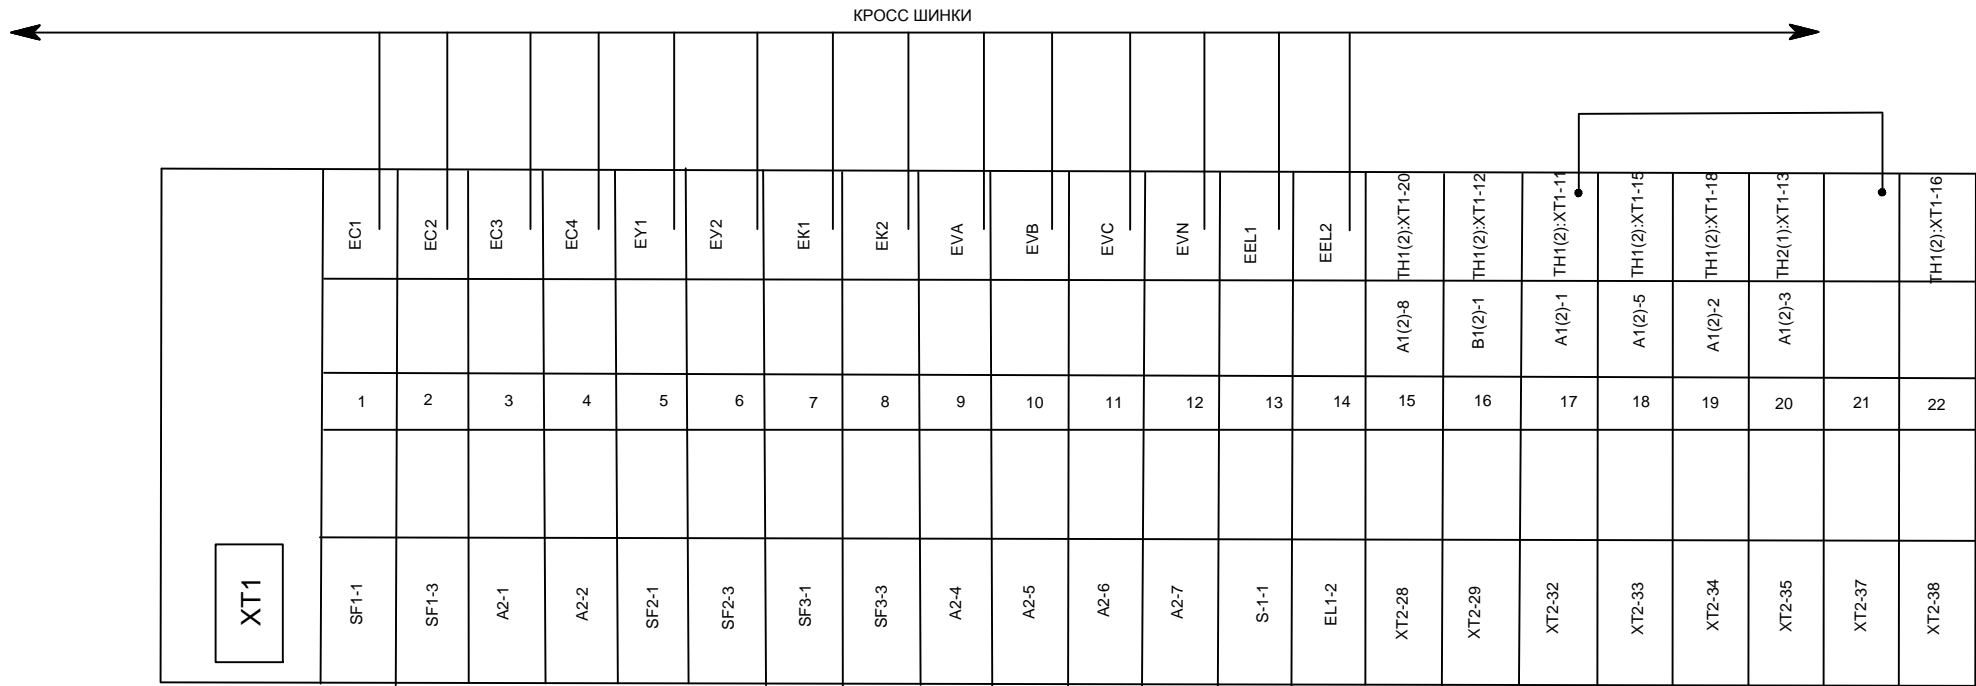 КРОСС ШИНКИ
EC1 EC2 EC3 EC4 EY1 EУ2 EK1 EK2 EVA EVB EVC EVN EEL1 EEL2 TH1(2):XT1-20 TH1(2):XT1-12 TH1(2):XT1-11 TH1(2):XT1-15 TH1(2):XT1-18 TH2(1):XT1-13 TH1(2):XT1-16
A1(2)-8 B1(2)-1 A1(2)-1 A1(2)-5 A1(2)-2 A1(2)-3
1 2 3 4 5 6 7 8 9 10 11 12 13 14 15 16 17 18 19 20 21 22
XT1
SF1-1 SF1-3 A2-1 A2-2 SF2-1 SF2-3 SF3-1 SF3-3 A2-4 A2-5 A2-6 A2-7 S-1-1 EL1-2 XT2-28 XT2-29 XT2-32 XT2-33 XT2-34 XT2-35 XT2-37 XT2-38